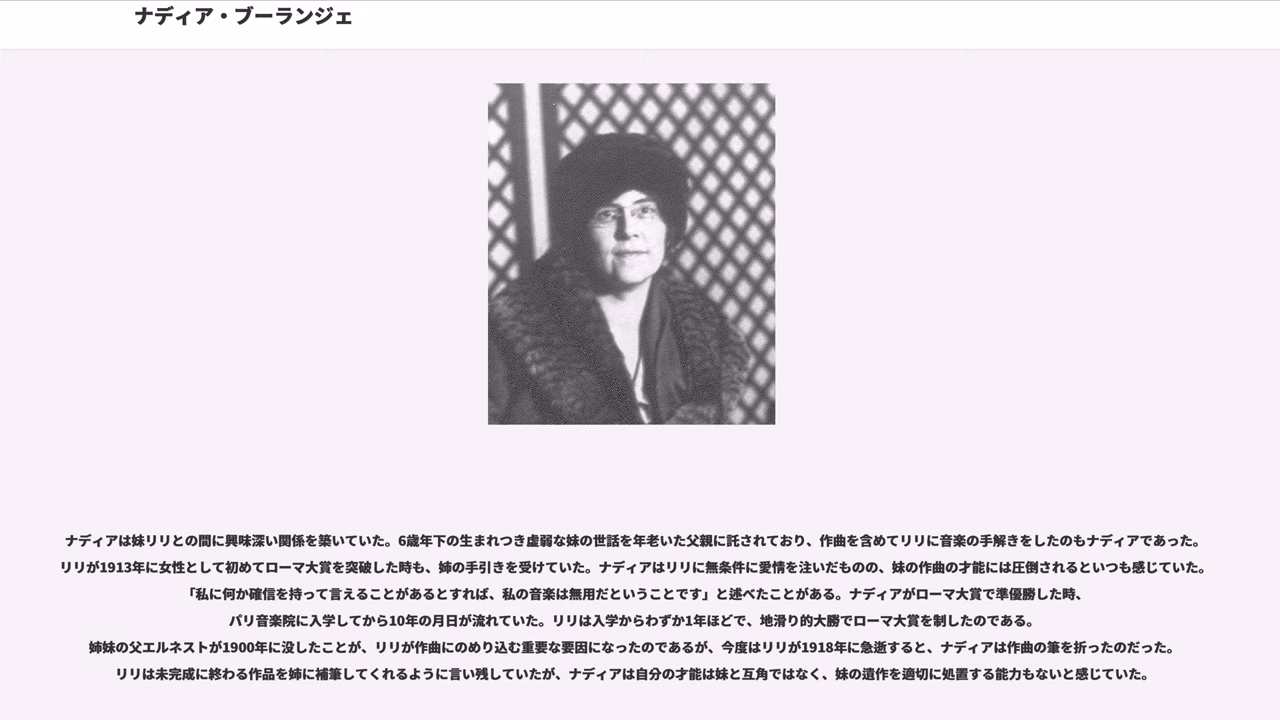 ナディア・ブーランジェ
ナディアは妹リリとの間に興味深い関係を築いていた。6歳年下の生まれつき虚弱な妹の世話を年老いた父親に託されており、作曲を含めてリリに音楽の手解きをしたのもナディアであった。
リリが1913年に女性として初めてローマ大賞を突破した時も、姉の手引きを受けていた。ナディアはリリに無条件に愛情を注いだものの、妹の作曲の才能には圧倒されるといつも感じていた。
「私に何か確信を持って言えることがあるとすれば、私の音楽は無用だということです」と述べたことがある。ナディアがローマ大賞で準優勝した時、
パリ音楽院に入学してから10年の月日が流れていた。リリは入学からわずか1年ほどで、地滑り的大勝でローマ大賞を制したのである。
姉妹の父エルネストが1900年に没したことが、リリが作曲にのめり込む重要な要因になったのであるが、今度はリリが1918年に急逝すると、ナディアは作曲の筆を折ったのだった。
リリは未完成に終わる作品を姉に補筆してくれるように言い残していたが、ナディアは自分の才能は妹と互角ではなく、妹の遺作を適切に処置する能力もないと感じていた。